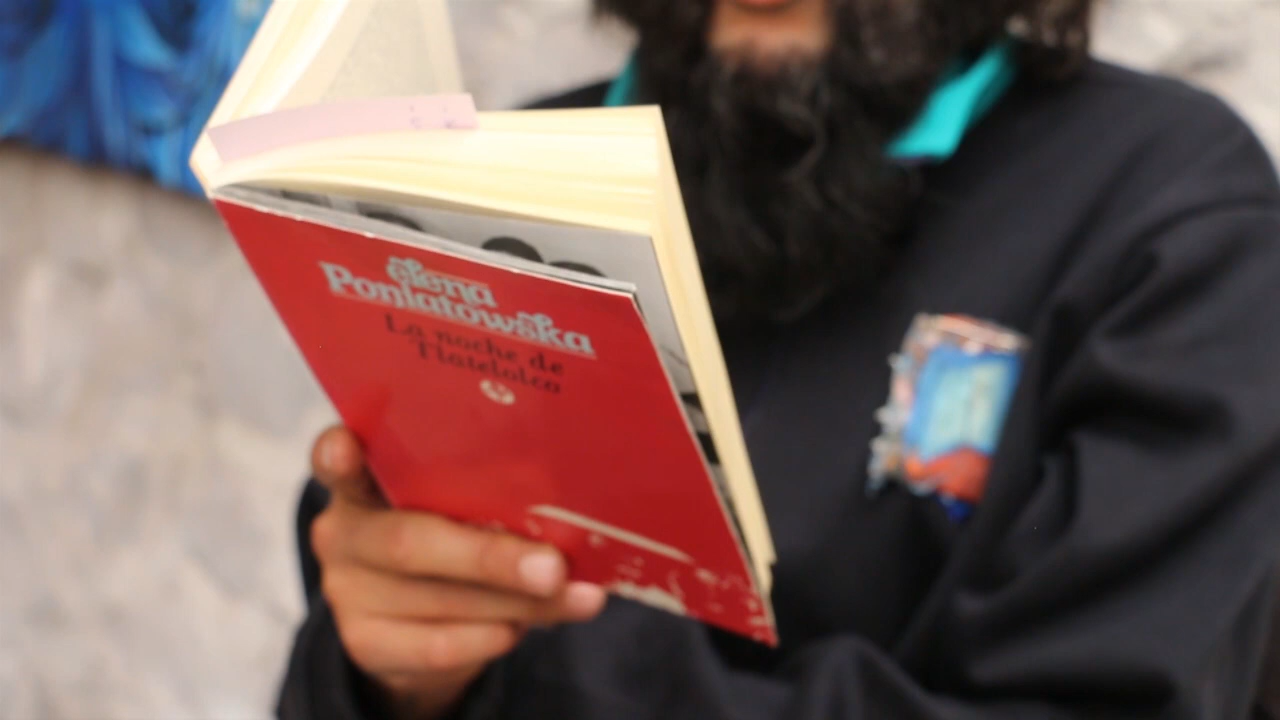 elena
Poniatowska
La noche de
Tlatelolco